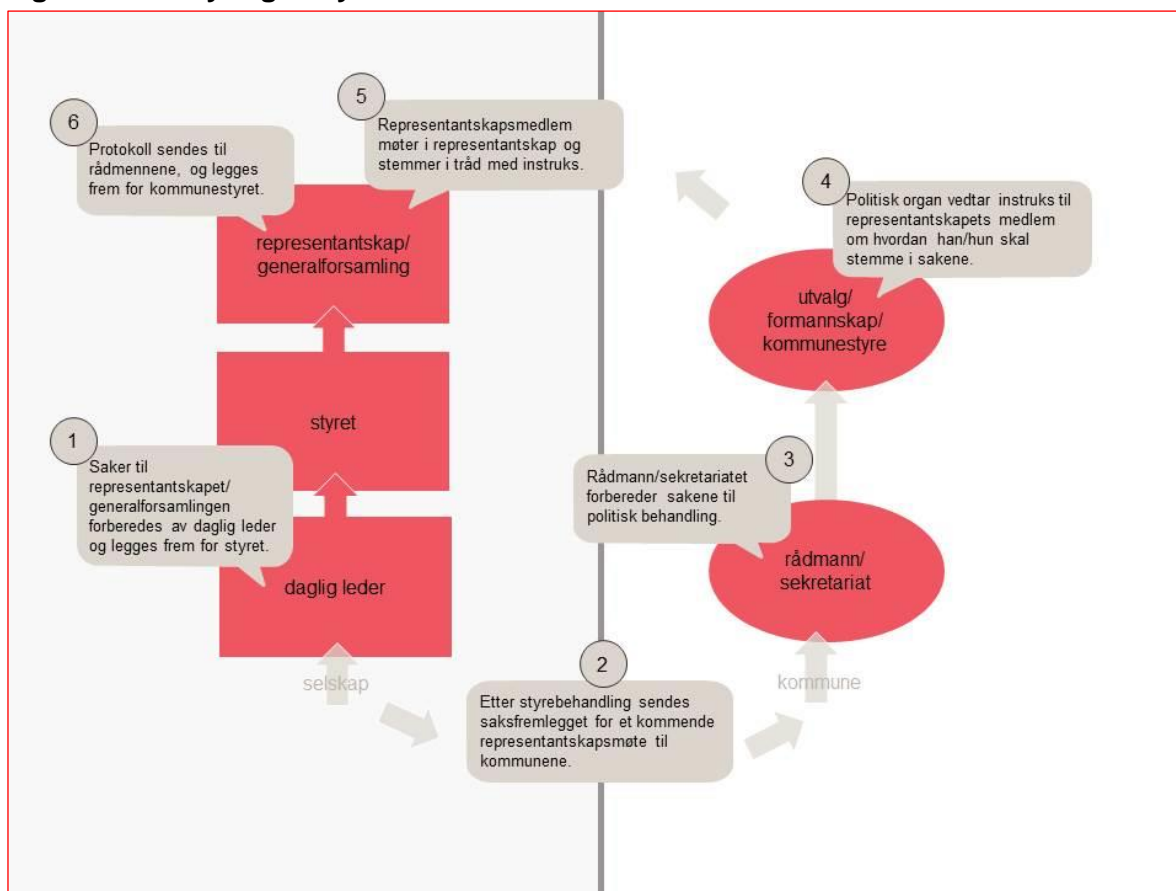 6
Protokoll sendes til
rådmennene, og legges
frem for kommunestyret.
5
Representantskapsmedlem
møter i representantskap og
stemmer i tråd med instruks.
representantskap/
generalforsamling
4
Politisk organ vedtar instruks til
representantskapets medlem
om hvordan han/hun skal
stemme i sakene.
utvalg/
formannskap/
kommunestyre
styret
1
Saker til
representantskapet/
generalforsamlingen
forberedes av daglig leder
og legges frem for styret.
daglig leder
3
Rådmann/sekretariatet
forbereder sakene til
politisk behandling.
rådmann/
sekretariat
selskap
2
Etter styrebehandling sendes
saksfremlegget for et kommende
representantskapsmøte til
kommunene.
kommune